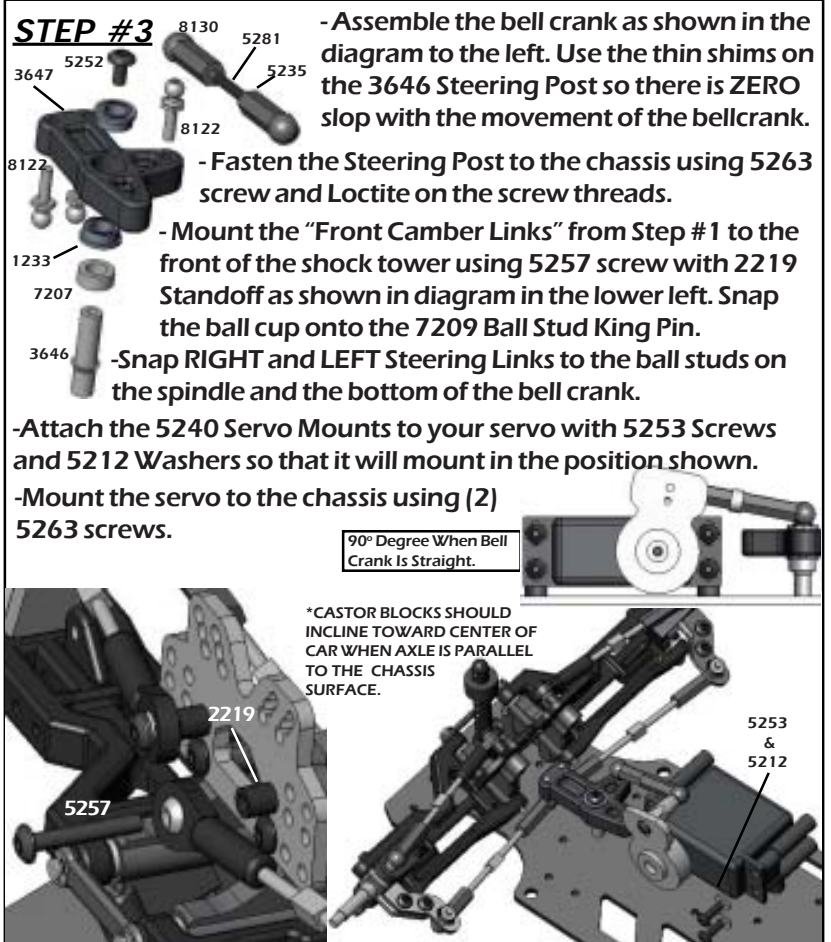 STEP #3
8130
5281
5252
5235
3647
8122
8122
1233
7207
3646
- Assemble the bell crank as shown in the
diagram to the left. Use the thin shims on
the 3646 Steering Post so there is ZERO
slop with the movement of the bellcrank.
- Fasten the Steering Post to the chassis using 5263
screw and Loctite on the screw threads.
- Mount the “Front Camber Links” from Step #1 to the
front of the shock tower using 5257 screw with 2219
Standoff as shown in diagram in the lower left. Snap
the ball cup onto the 7209 Ball Stud King Pin.
-Snap RIGHT and LEFT Steering Links to the ball studs on
the spindle and the bottom of the bell crank.
-Attach the 5240 Servo Mounts to your servo with 5253 Screws
and 5212 Washers so that it will mount in the position shown.
-Mount the servo to the chassis using (2)
5263 screws.
90º Degree When Bell
Crank Is Straight.
*CASTOR BLOCKS SHOULD
INCLINE TOWARD CENTER OF
CAR WHEN AXLE IS PARALLEL
TO THE CHASSIS
SURFACE.
2219
5257
5253
&
5212